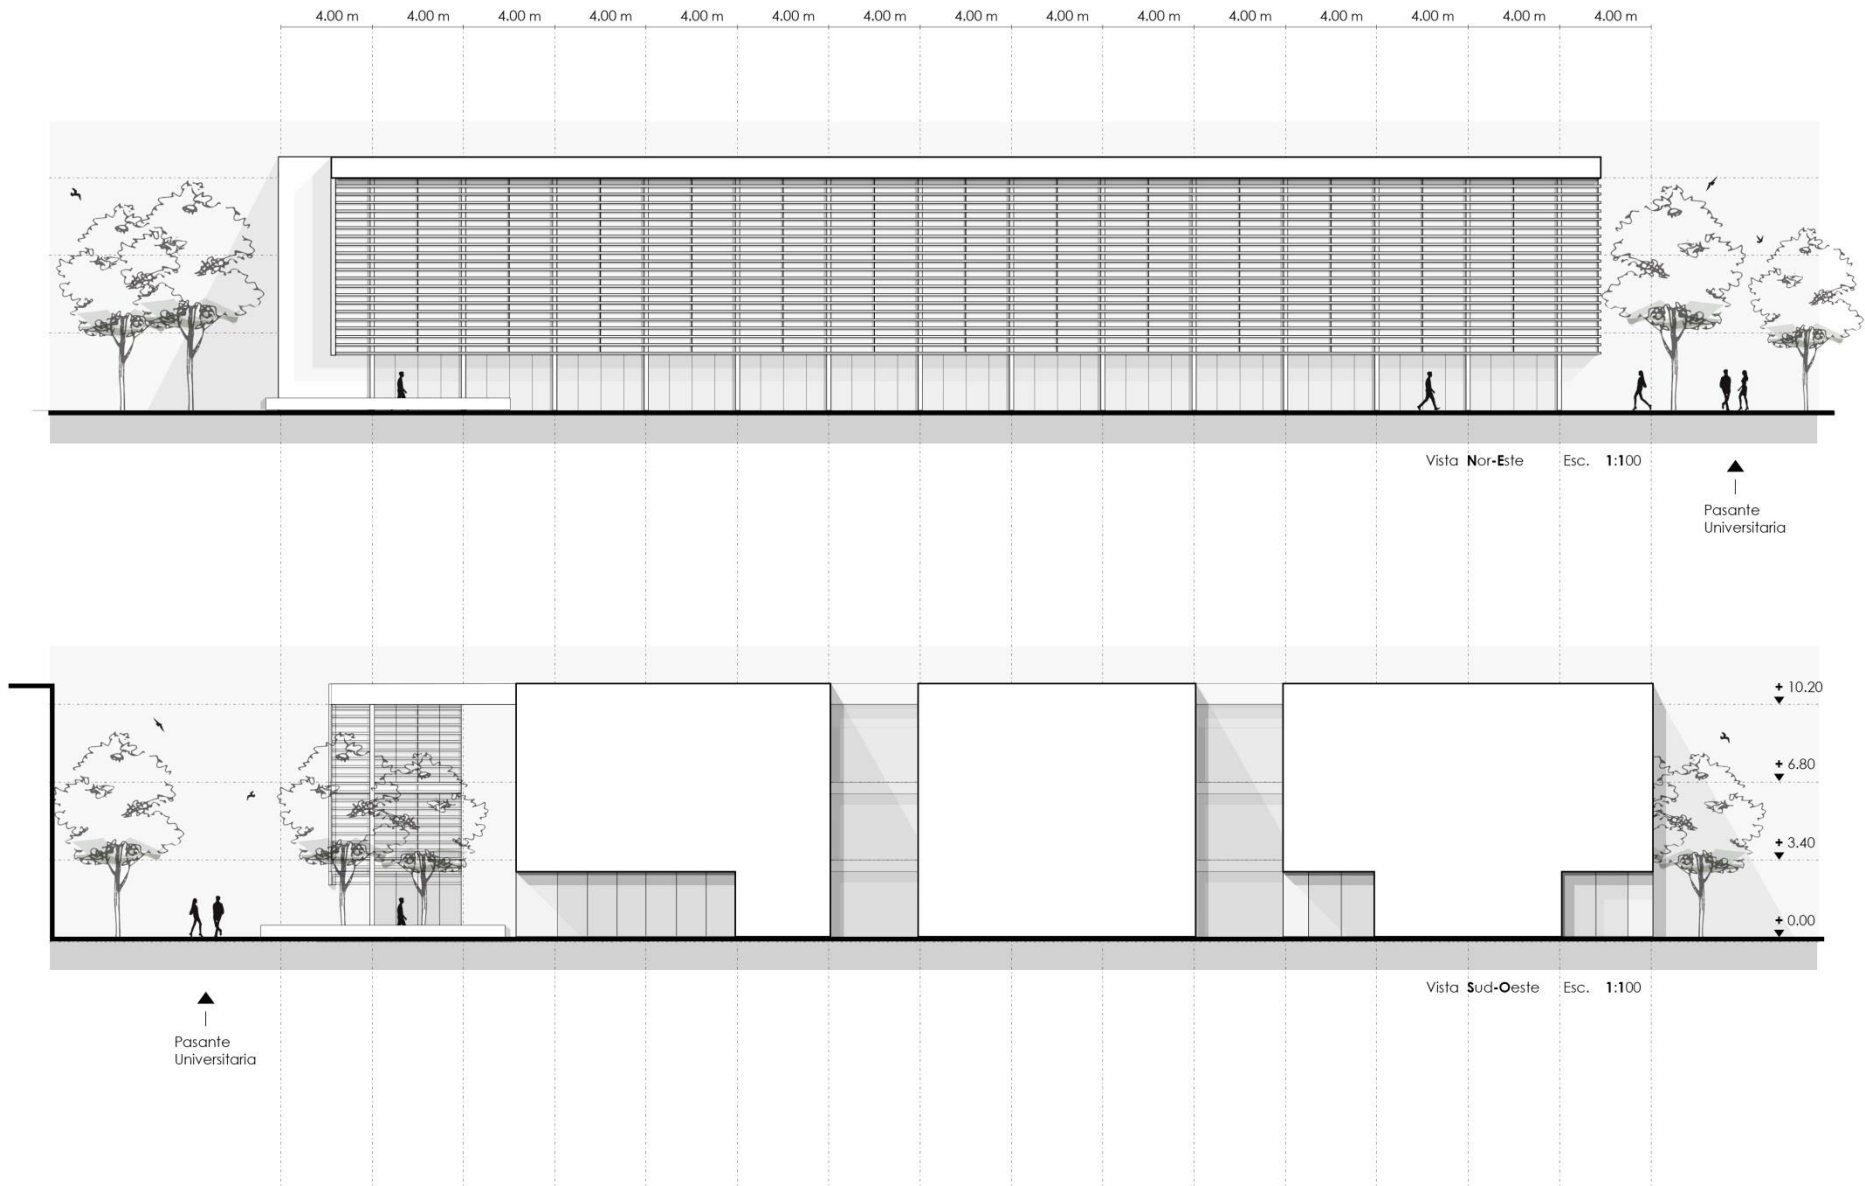 4.00 m 4.00 m 4.00 m 4.00 m 4.00 m 4.00 m 4.00 m 4.00 m 4.00 m 4.00 m 4.00 m 4.00 m 4.00 m 4.00 m 4.00 m
Vista Nor-Este Esc. 1:100
Pasante
Universitaria
+ 10.20
+ 6.80
+ 3.40
+ 0.00
Vista Sud-Oeste Esc. 1:100
Pasante
Universitaria